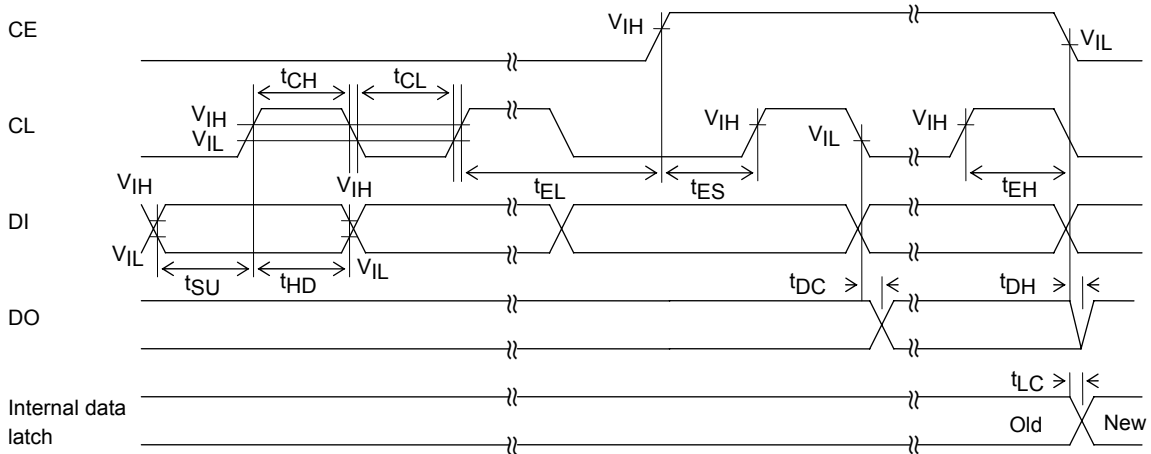 CE
VIH
VIL
tCH
tCL
CL
VIH
VIL
VIH
VIL
VIH
tEL
tES
tEH
VIH
VIH
DI
VIL
VIL
tSU
tHD
tDC
tDH
DO
tLC
Internal data
latch
Old
New